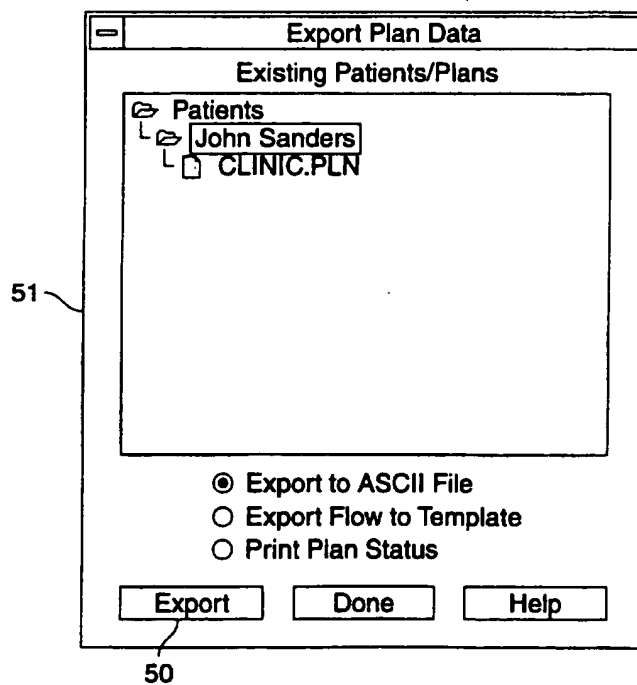 Export Plan Data
Existing Patients/Plans
Patients
John Sanders
CLINIC.PLN
51
Export to ASCII File
Export Flow to Template
Print Plan Status
Export Done Help
50